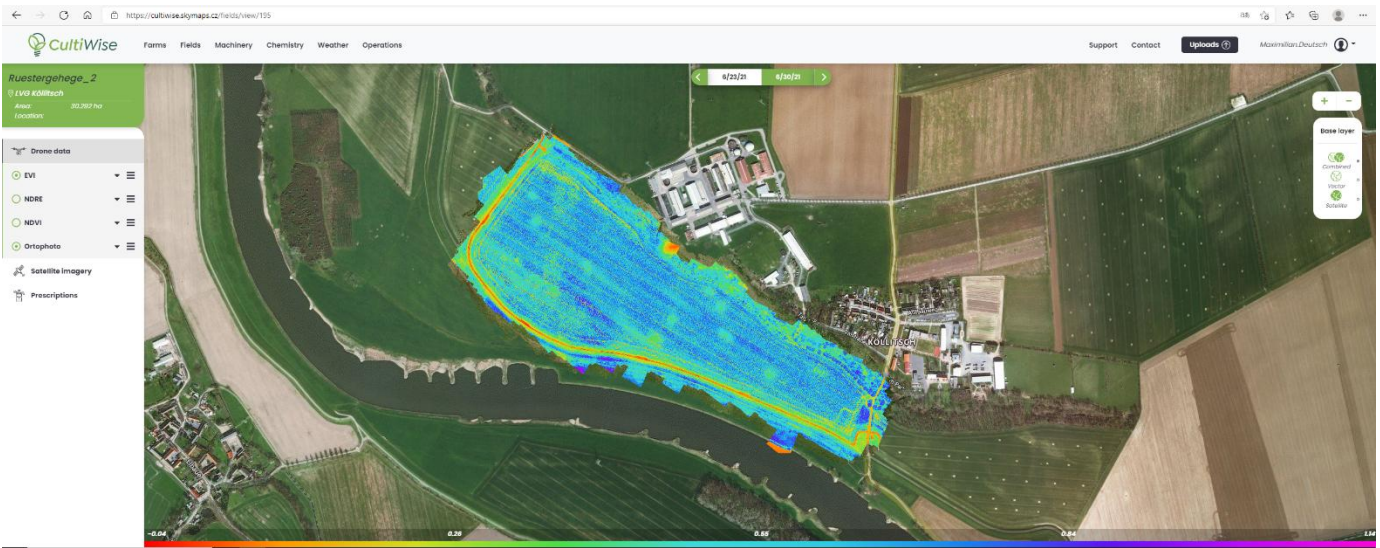 https://cultiwise.skymaps.cz/fields/view/195
CultiWise
Farms Fields Machinery Chemistry Weather Operations
Support Contact Uploads Maximilian.Deutsch
Ruestergehege_2
LVG Köllitsch
Area: 30.292 ha
Location:
6/23/21 6/30/21
Drone data
EVI
NDRE
NDVI
Ortophoto
Satellite imagery
Prescriptions
+ -
Base layer
Combined
Vector
Satelite
KÖLLITSCH
-0.04 0.26 0.55 0.84 1.14